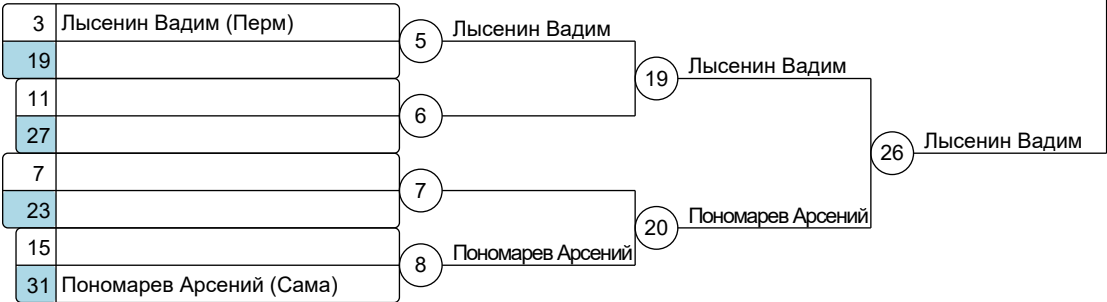 3 Лысенин Вадим (Перм)
5 Лысенин Вадим
19
19 Лысенин Вадим
11
6
27
26 Лысенин Вадим
7
7
23
20 Пономарев Арсений
15
8 Пономарев Арсений
31 Пономарев Арсений (Сама)